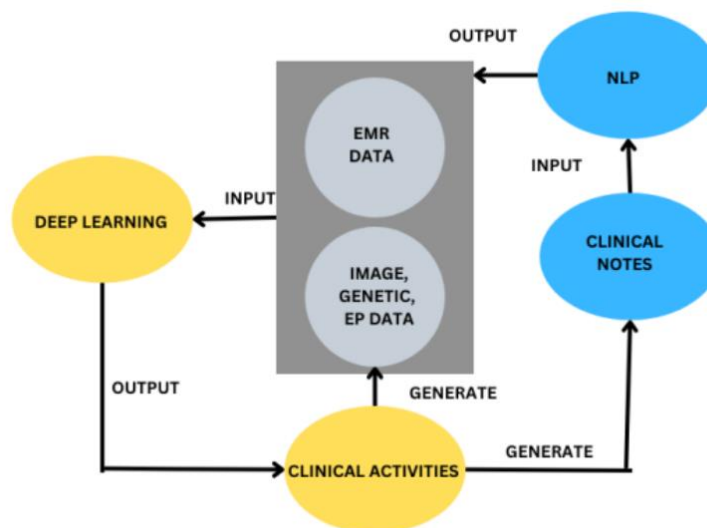 OUTPUT
NLP
EMR
DATA
INPUT
INPUT
DEEP LEARNING
CLINICAL
NOTES
IMAGE,
GENETIC,
EP DATA
OUTPUT
GENERATE
CLINICAL ACTIVITIES
GENERATE